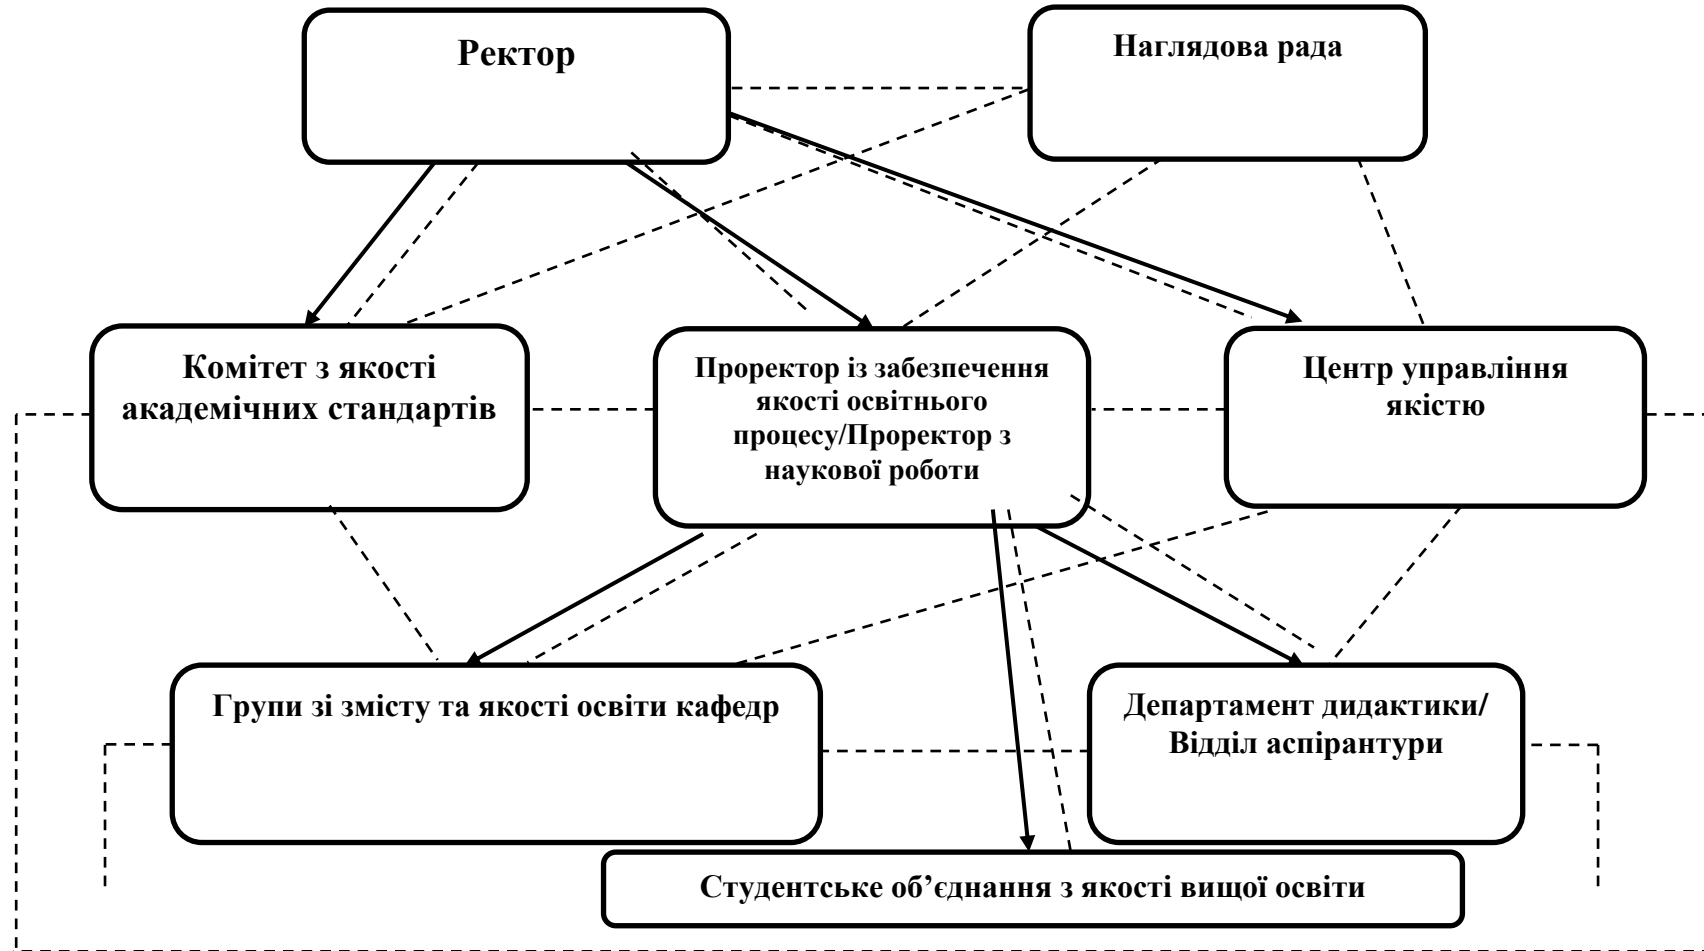 Ректор
Наглядова рада
Комітет з якості
академічних стандартів
Проректор із забезпечення
якості освітнього
процесу/Проректор з
наукової роботи
Центр управління
якістю
Групи зі змісту та якості освіти кафедр
Департамент дидактики/
Відділ аспірантури
Студентське об’єднання з якості вищої освіти